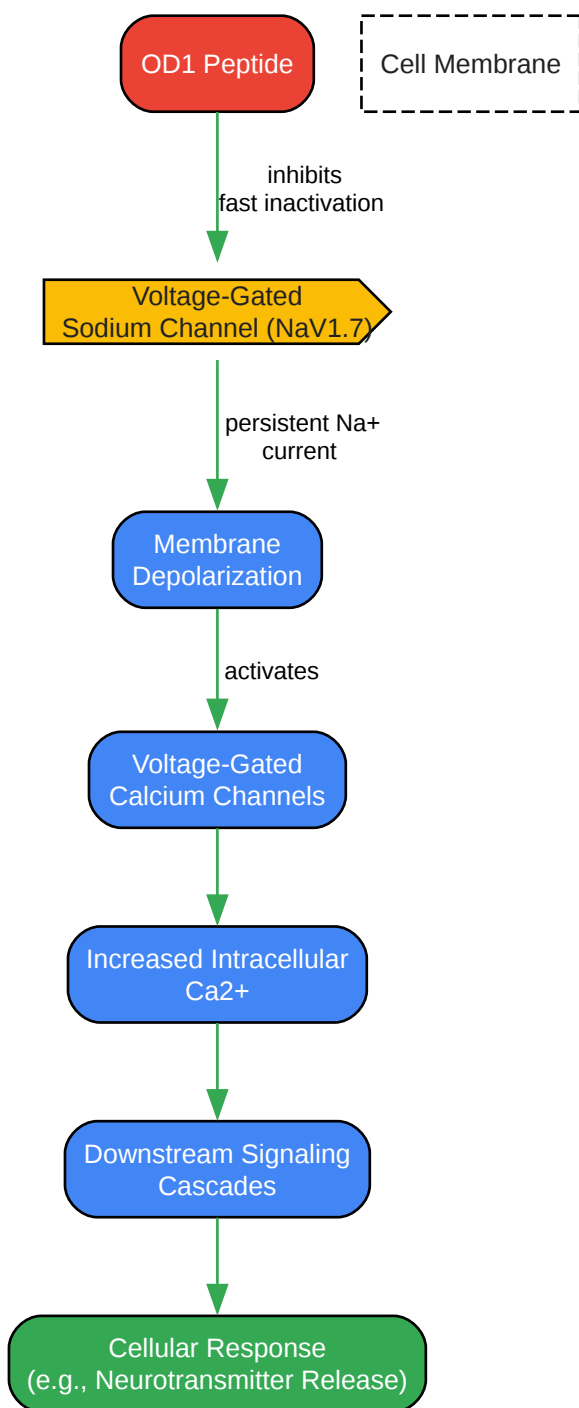 OD1 Peptide
Cell Membrane
inhibits
fast inactivation
Voltage-Gated
Sodium Channel (NaV1.7)
persistent Na+
current
Membrane
Depolarization
activates
Voltage-Gated
Calcium Channels
Increased Intracellular
Ca2+
Downstream Signaling
Cascades
Cellular Response
(e.g., Neurotransmitter Release)